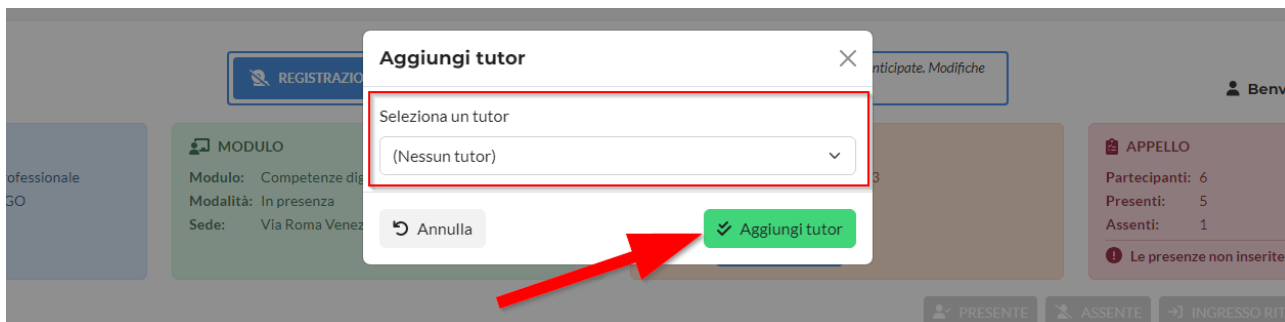 Aggiungi tutor
nticipate. Modifiche
REGISTRAZIO
Benv
Seleziona un tutor
(Nessun tutor)
MODULO
APPELLO
ofessionale
Modulo: Competenze dig
3
Partecipanti: 6
GO
Modalità: In presenza
Presenti: 5
Sede: Via Roma Venez
Annulla
Aggiungi tutor
Assenti: 1
Le presenze non inserite
PRESENTE
ASSENTE
INGRESSO RIT